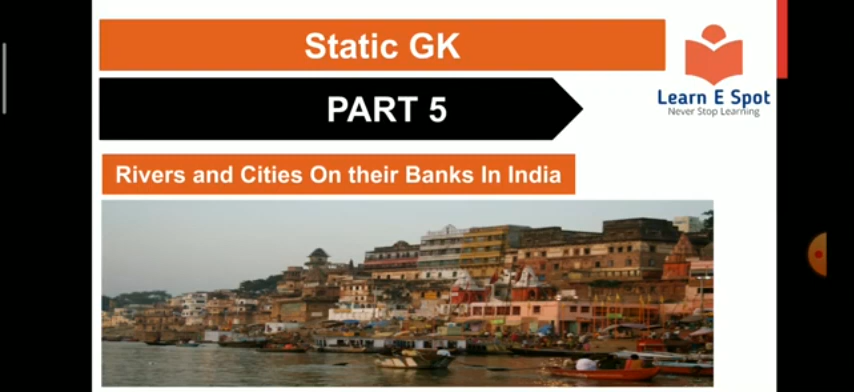 Static GK
PART 5
Learn E Spot
Never Stop Learning
Rivers and Cities On their Banks In India